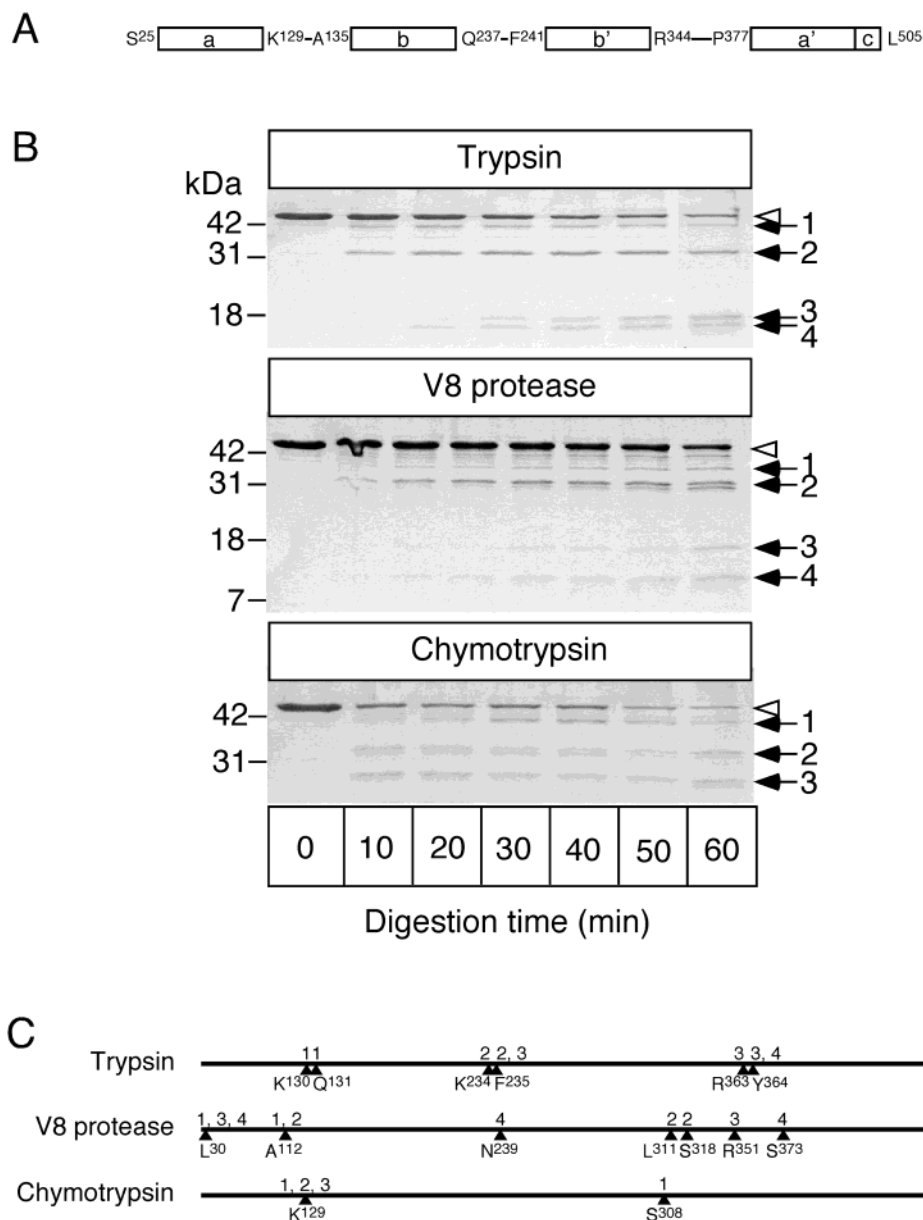 A
S25 a K129–A135 b Q237–F241 b' R344—P377 a' c L505
B
Trypsin
kDa
42
31
18
1
2
3
4
V8 protease
42
31
18
7
1
2
3
4
Chymotrypsin
42
31
1
2
3
0 10 20 30 40 50 60
Digestion time (min)
C
Trypsin
11 2 2, 3 3 3, 4
K130 Q131 K234 F235 R363 Y364
V8 protease
1, 3, 4 1, 2 4 2 2 3 4
L30 A112 N239 L311 S318 R351 S373
Chymotrypsin
1, 2, 3 1
K129 S308